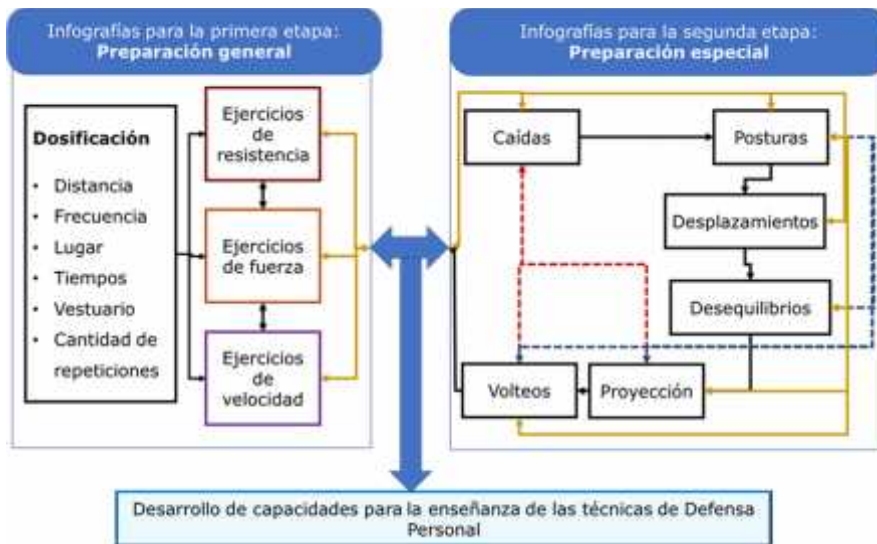 Infografías para la primera etapa:
Preparación general
Dosificación
• Distancia
• Frecuencia
• Lugar
• Tiempos
• Vestuario
• Cantidad de
repeticiones
Ejercicios
de
resistencia
Ejercicios
de fuerza
Ejercicios
de
velocidad
Infografías para la segunda etapa:
Preparación especial
Caídas
Posturas
Desplazamientos
Desequilibrios
Volteos
Proyección
Desarrollo de capacidades para la enseñanza de las técnicas de Defensa
Personal